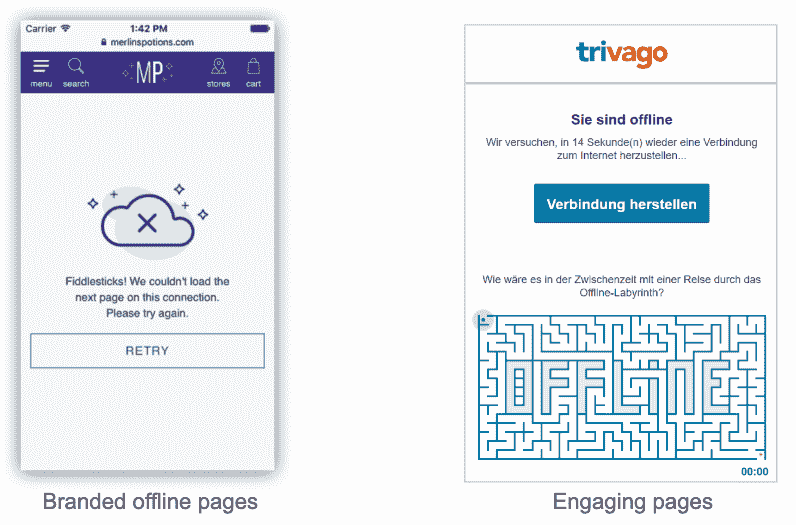 Carrier 1:42 PM
merlinspotions.com
menu search MP stores cart
Fiddlesticks! We couldn't load the
next page on this connection.
Please try again.
RETRY
Branded offline pages
trivago
Sie sind offline
Wir versuchen, in 14 Sekunde(n) wieder eine Verbindung
zum Internet herzustellen...
Verbindung herstellen
Wie wäre es in der Zwischenzeit mit einer Reise durch das
Offline-Labyrinth?
OFFLINE
00:00
Engaging pages